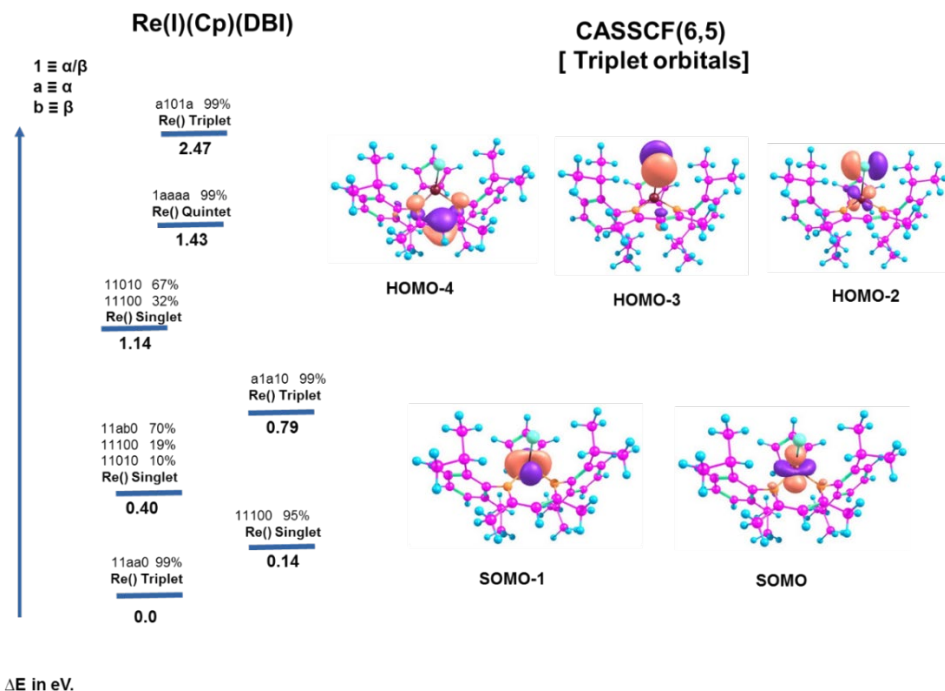 Re(I)(Cp)(DBI)
CASSCF(6,5)
[ Triplet orbitals]
1 ≡ α/β
a ≡ α
b ≡ β
a101a 99%
Re() Triplet
2.47
1aaaa 99%
Re() Quintet
1.43
11010 67%
11100 32%
Re() Singlet
1.14
a1a10 99%
Re() Triplet
0.79
11ab0 70%
11100 19%
11010 10%
Re() Singlet
0.40
11100 95%
Re() Singlet
0.14
11aa0 99%
Re() Triplet
0.0
HOMO-4
HOMO-3
HOMO-2
SOMO-1
SOMO
ΔE in eV.